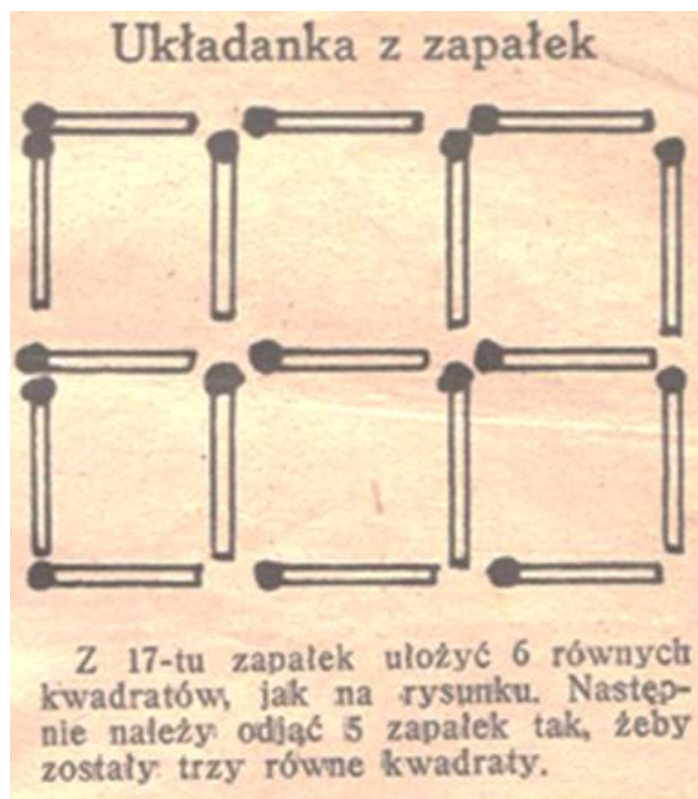 Układanka z zapałek
Z 17-tu zapałek ułożyć 6 równych
kwadratów, jak na rysunku. Następ-
nie należy odjąć 5 zapałek tak, żeby
zostały trzy równe kwadraty.